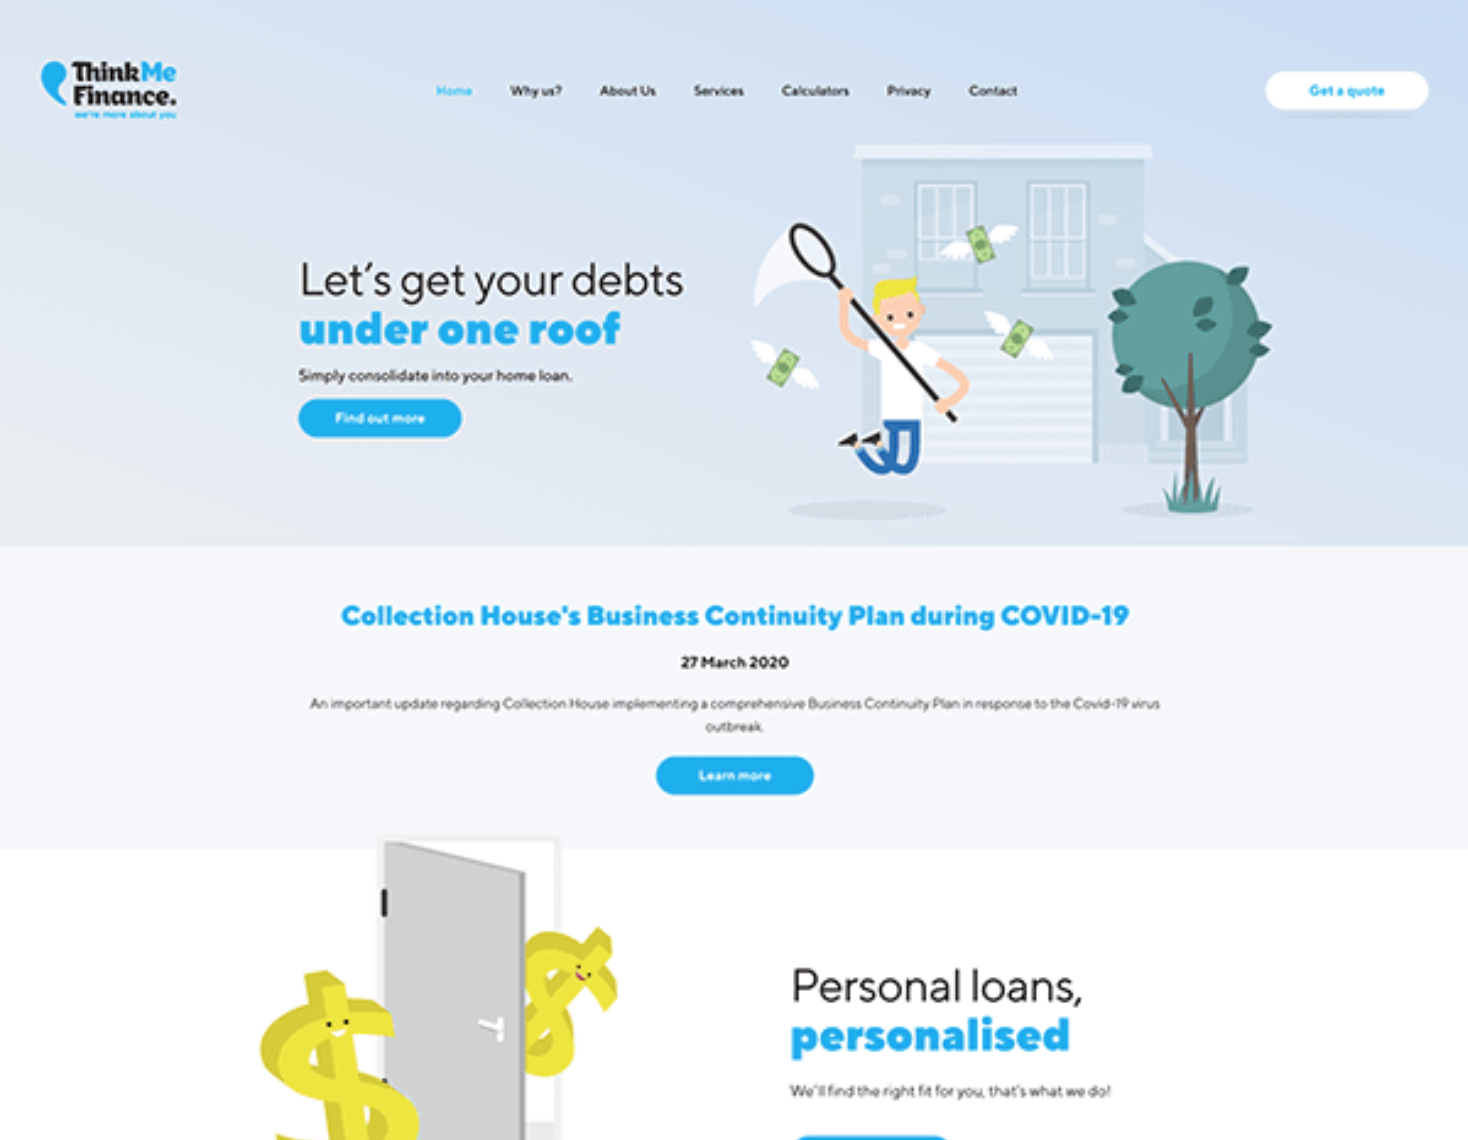 ThinkMe
Finance.
we're more about you
Home
Why us?
About Us
Services
Calculators
Privacy
Contact
Get a quote
Let's get your debts
under one roof
Simply consolidate into your home loan.
Find out more
Collection House's Business Continuity Plan during COVID-19
27 March 2020
An important update regarding Collection House implementing a comprehensive Business Continuity Plan in response to the Covid-19 virus
outbreak.
Learn more
Personal loans,
personalised
We'll find the right fit for you, that's what we do!